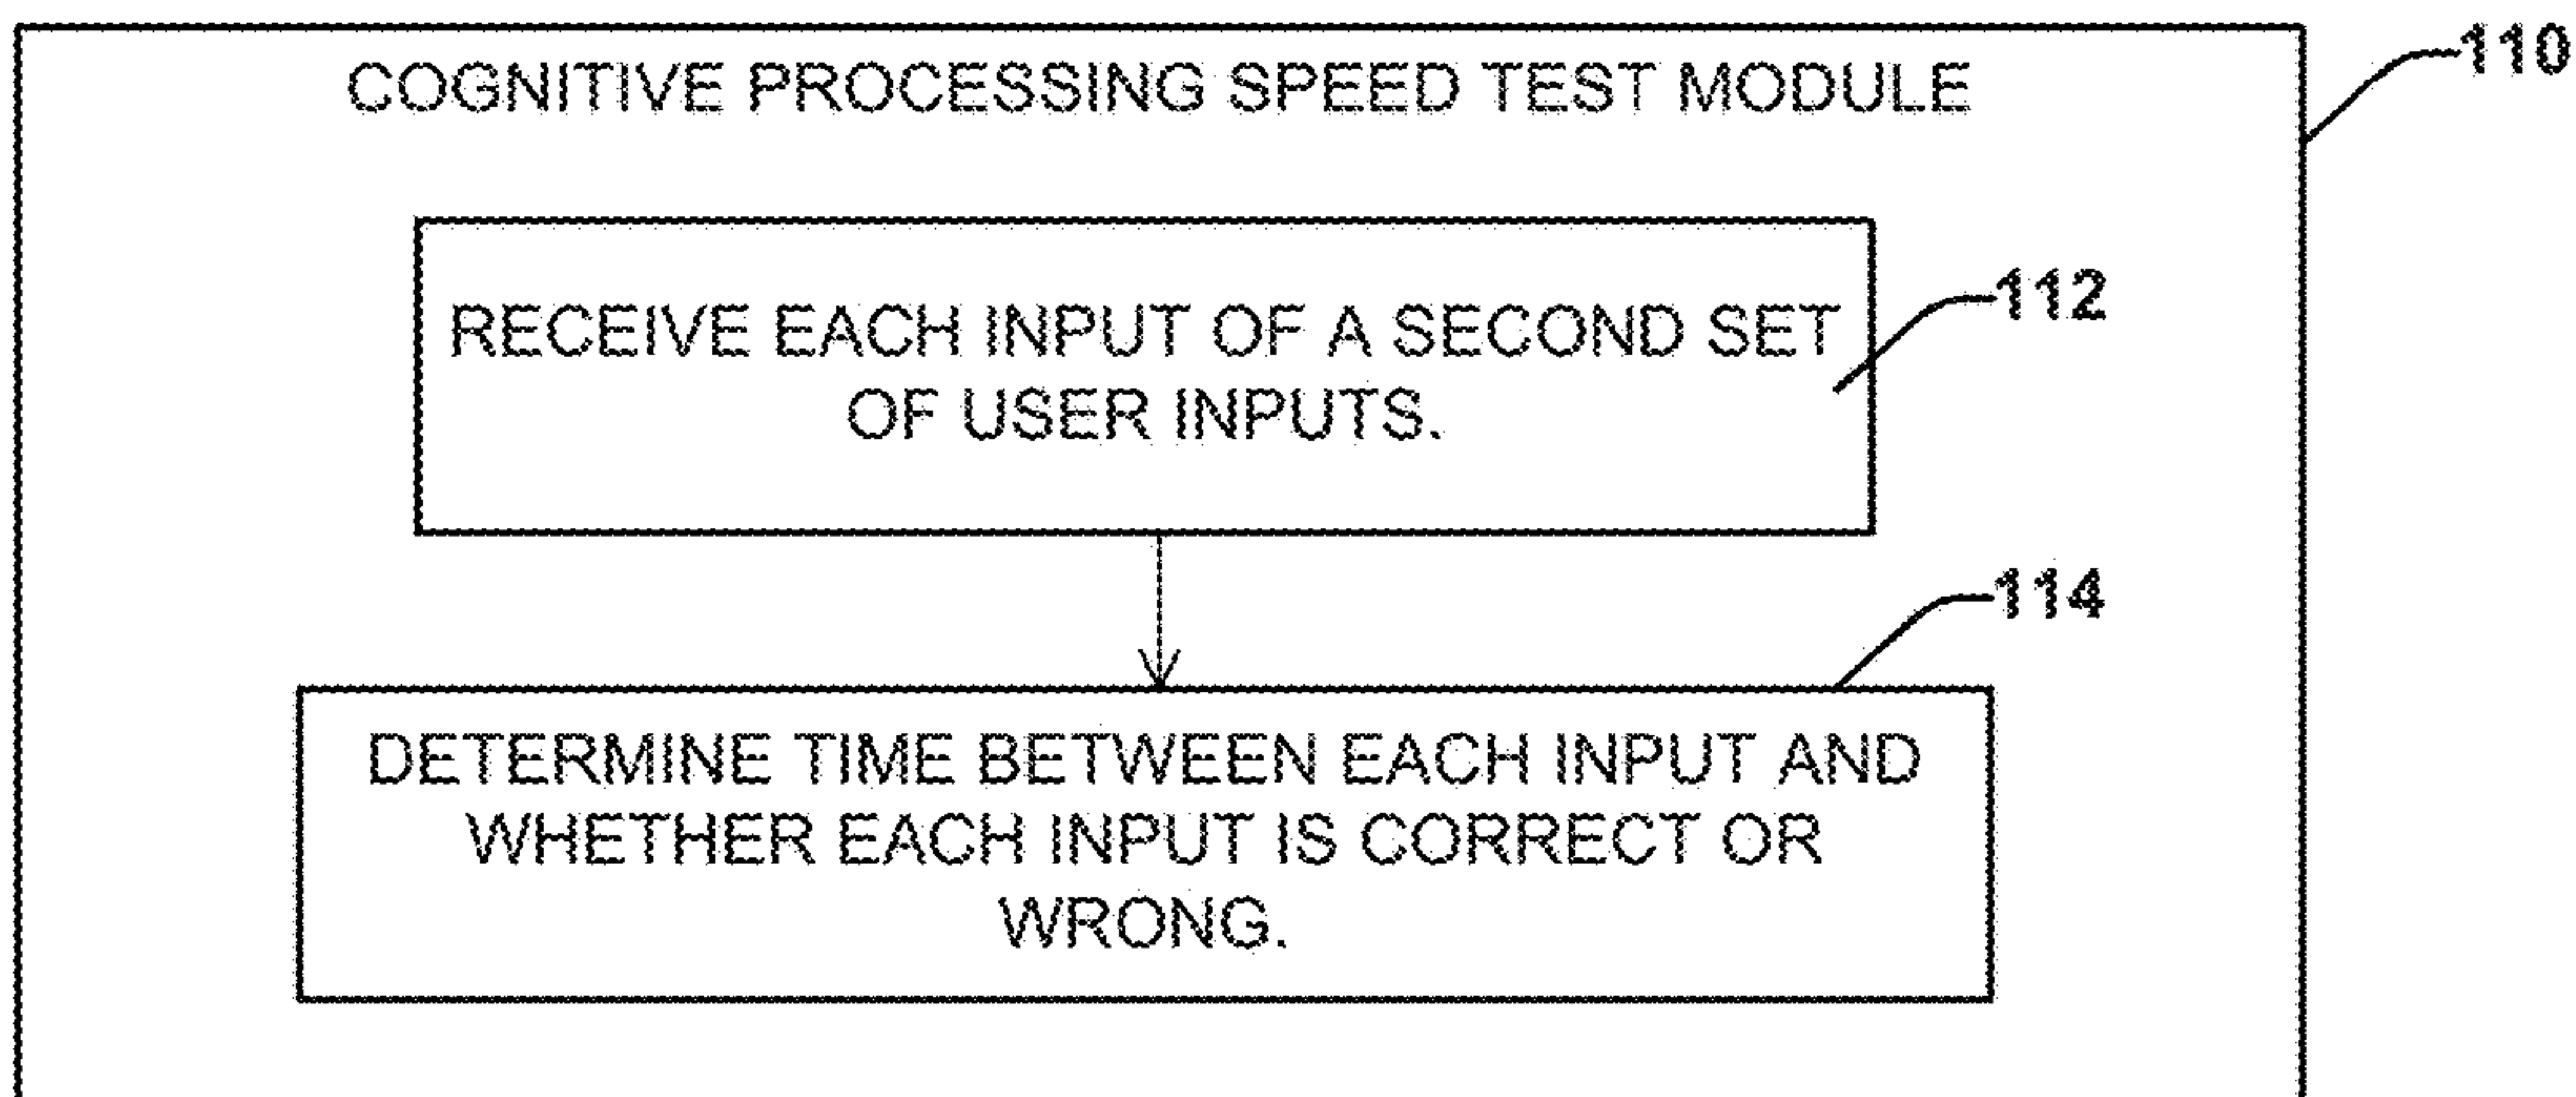 110
COGNITIVE PROCESSING SPEED TEST MODULE
RECEIVE EACH INPUT OF A SECOND SET
OF USER INPUTS.
112
114
DETERMINE TIME BETWEEN EACH INPUT AND
WHETHER EACH INPUT IS CORRECT OR
WRONG.